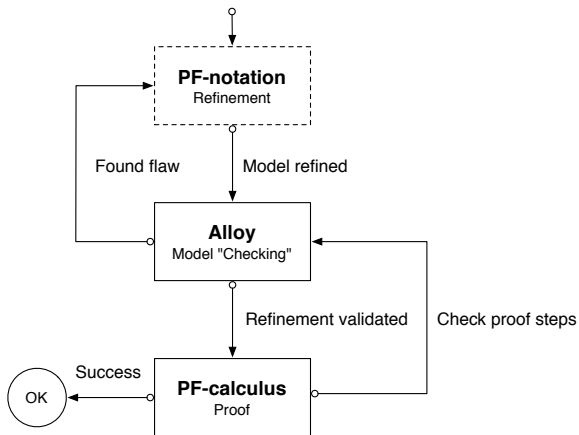 PF-notation
Refinement
Found flaw
Model refined
Alloy
Model "Checking"
Refinement validated
Check proof steps
Success
OK
PF-calculus
Proof